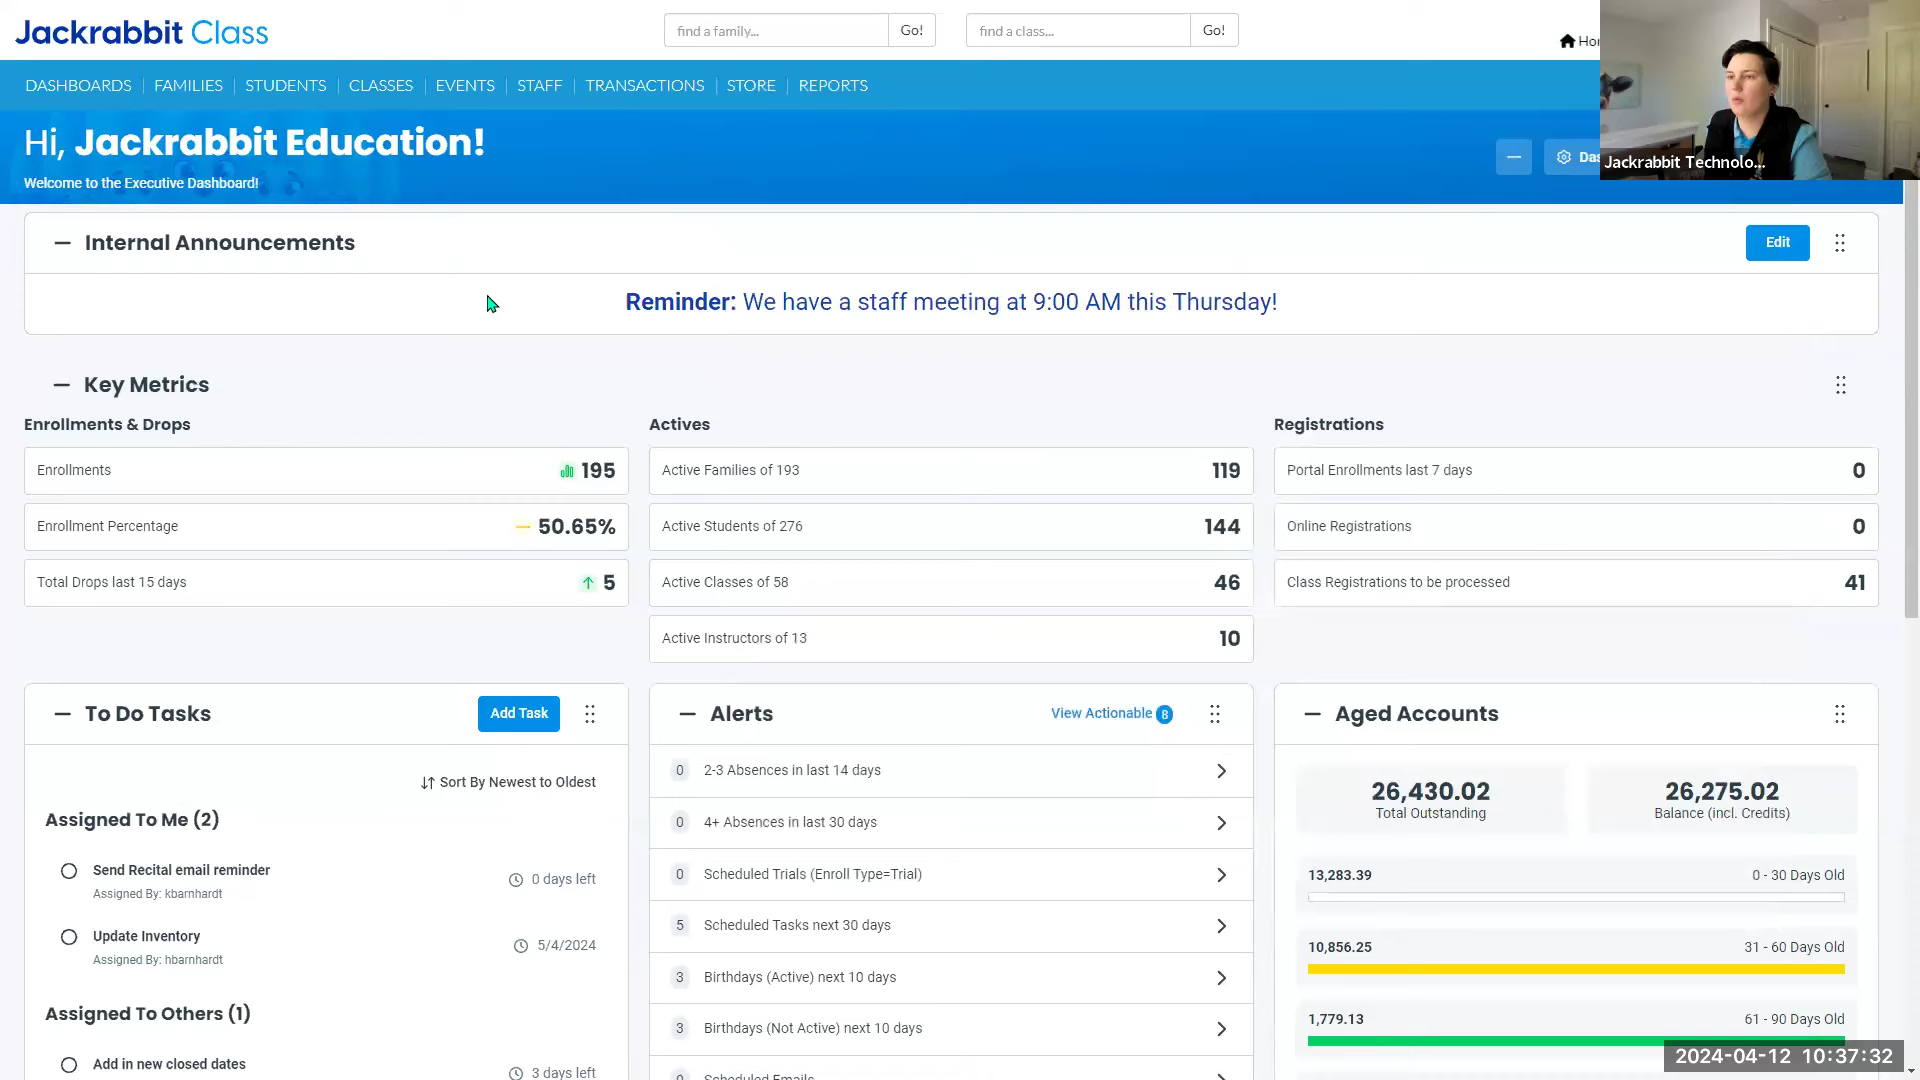 Jackrabbit Class
find a family...
Go!
find a class...
Go!
DASHBOARDS
FAMILIES
STUDENTS
CLASSES
EVENTS
STAFF
TRANSACTIONS
STORE
REPORTS
Hi, Jackrabbit Education!
Welcome to the Executive Dashboard!
Jackrabbit Technolo...
Internal Announcements
Edit
Reminder: We have a staff meeting at 9:00 AM this Thursday!
Key Metrics
Enrollments & Drops
Enrollments
195
Enrollment Percentage
50.65%
Total Drops last 15 days
5
Actives
Active Families of 193
119
Active Students of 276
144
Active Classes of 58
46
Active Instructors of 13
10
Registrations
Portal Enrollments last 7 days
0
Online Registrations
0
Class Registrations to be processed
41
To Do Tasks
Add Task
Sort By Newest to Oldest
Assigned To Me (2)
Send Recital email reminder
Assigned By: kbarnhardt
0 days left
Update Inventory
Assigned By: hbarnhardt
5/4/2024
Assigned To Others (1)
Add in new closed dates
3 days left
Alerts
View Actionable 8
0 2-3 Absences in last 14 days
0 4+ Absences in last 30 days
0 Scheduled Trials (Enroll Type=Trial)
5 Scheduled Tasks next 30 days
3 Birthdays (Active) next 10 days
3 Birthdays (Not Active) next 10 days
Scheduled Emails
Aged Accounts
26,430.02
Total Outstanding
26,275.02
Balance (incl. Credits)
13,283.39
0 - 30 Days Old
10,856.25
31 - 60 Days Old
1,779.13
61 - 90 Days Old
2024-04-12 10:37:32